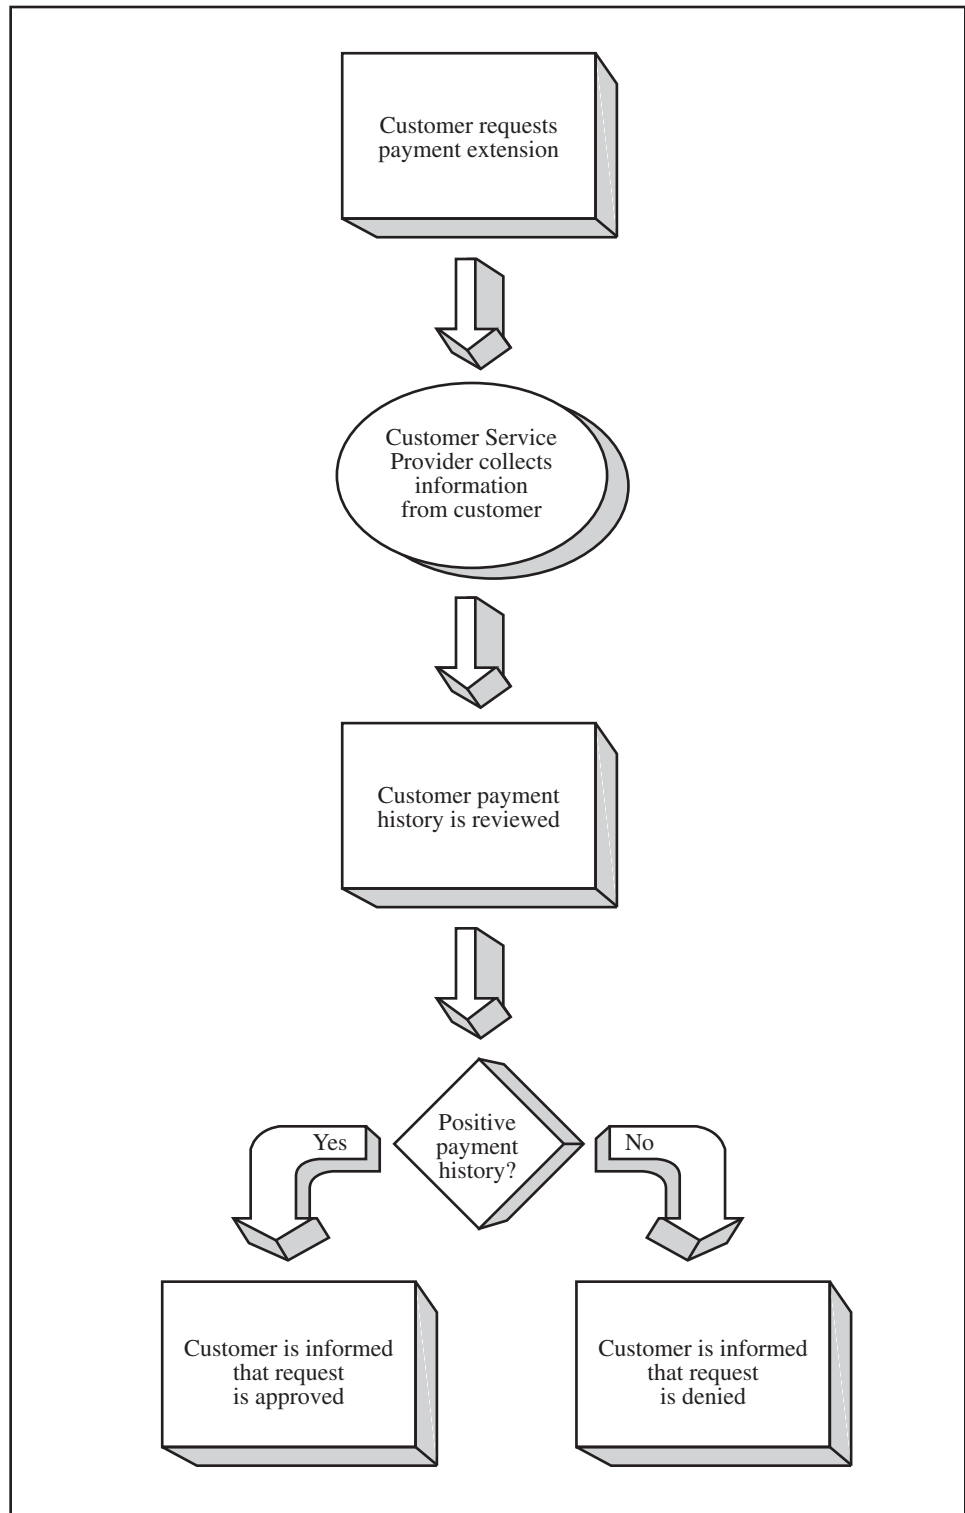 Customer requests
payment extension
Customer Service
Provider collects
information
from customer
Customer payment
history is reviewed
Positive
payment
history?
Yes
No
Customer is informed
that request
is approved
Customer is informed
that request
is denied